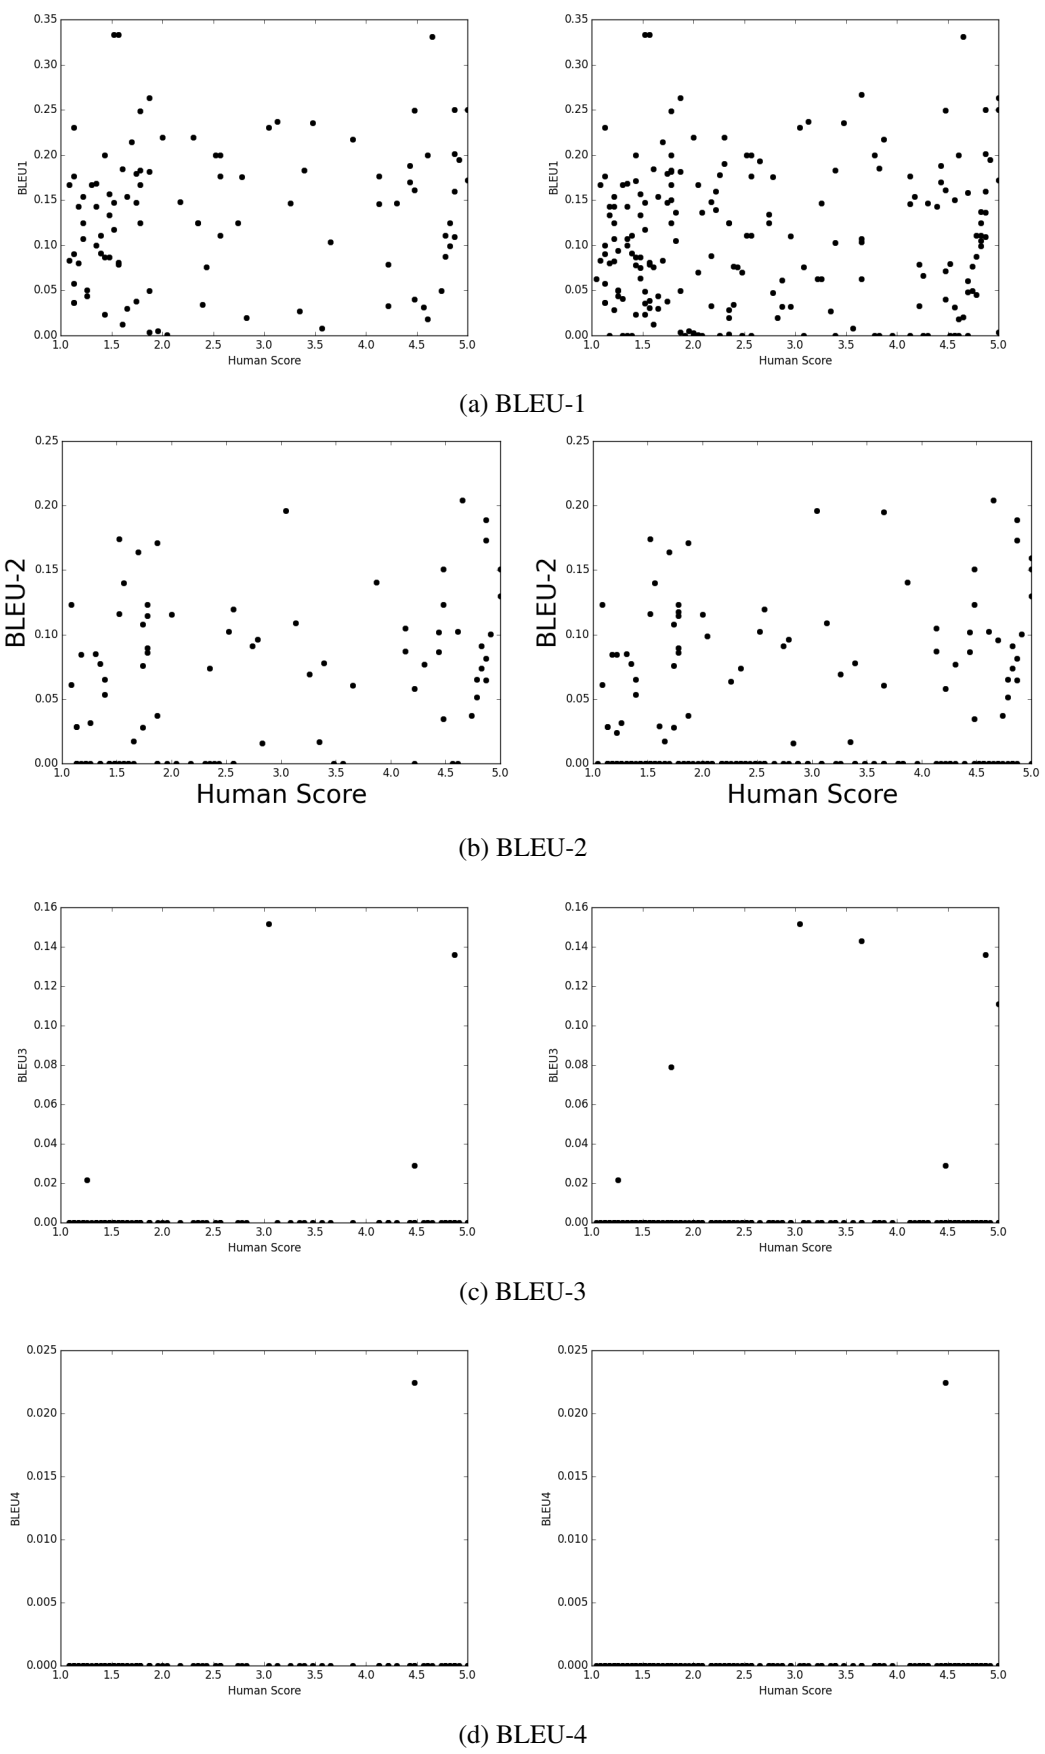 0.35 0.30 0.25 0.20 0.15 0.10 0.05 0.00
BLEU1
1.0 1.5 2.0 2.5 3.0 3.5 4.0 4.5 5.0
Human Score
0.35 0.30 0.25 0.20 0.15 0.10 0.05 0.00
BLEU1
1.0 1.5 2.0 2.5 3.0 3.5 4.0 4.5 5.0
Human Score
(a) BLEU-1
0.25 0.20 0.15 0.10 0.05 0.00
BLEU-2
1.0 1.5 2.0 2.5 3.0 3.5 4.0 4.5 5.0
Human Score
0.25 0.20 0.15 0.10 0.05 0.00
BLEU-2
1.0 1.5 2.0 2.5 3.0 3.5 4.0 4.5 5.0
Human Score
(b) BLEU-2
0.16 0.14 0.12 0.10 0.08 0.06 0.04 0.02 0.00
BLEU3
1.0 1.5 2.0 2.5 3.0 3.5 4.0 4.5 5.0
Human Score
0.16 0.14 0.12 0.10 0.08 0.06 0.04 0.02 0.00
BLEU3
1.0 1.5 2.0 2.5 3.0 3.5 4.0 4.5 5.0
Human Score
(c) BLEU-3
0.025 0.020 0.015 0.010 0.005 0.000
BLEU4
1.0 1.5 2.0 2.5 3.0 3.5 4.0 4.5 5.0
Human Score
0.025 0.020 0.015 0.010 0.005 0.000
BLEU4
1.0 1.5 2.0 2.5 3.0 3.5 4.0 4.5 5.0
Human Score
(d) BLEU-4